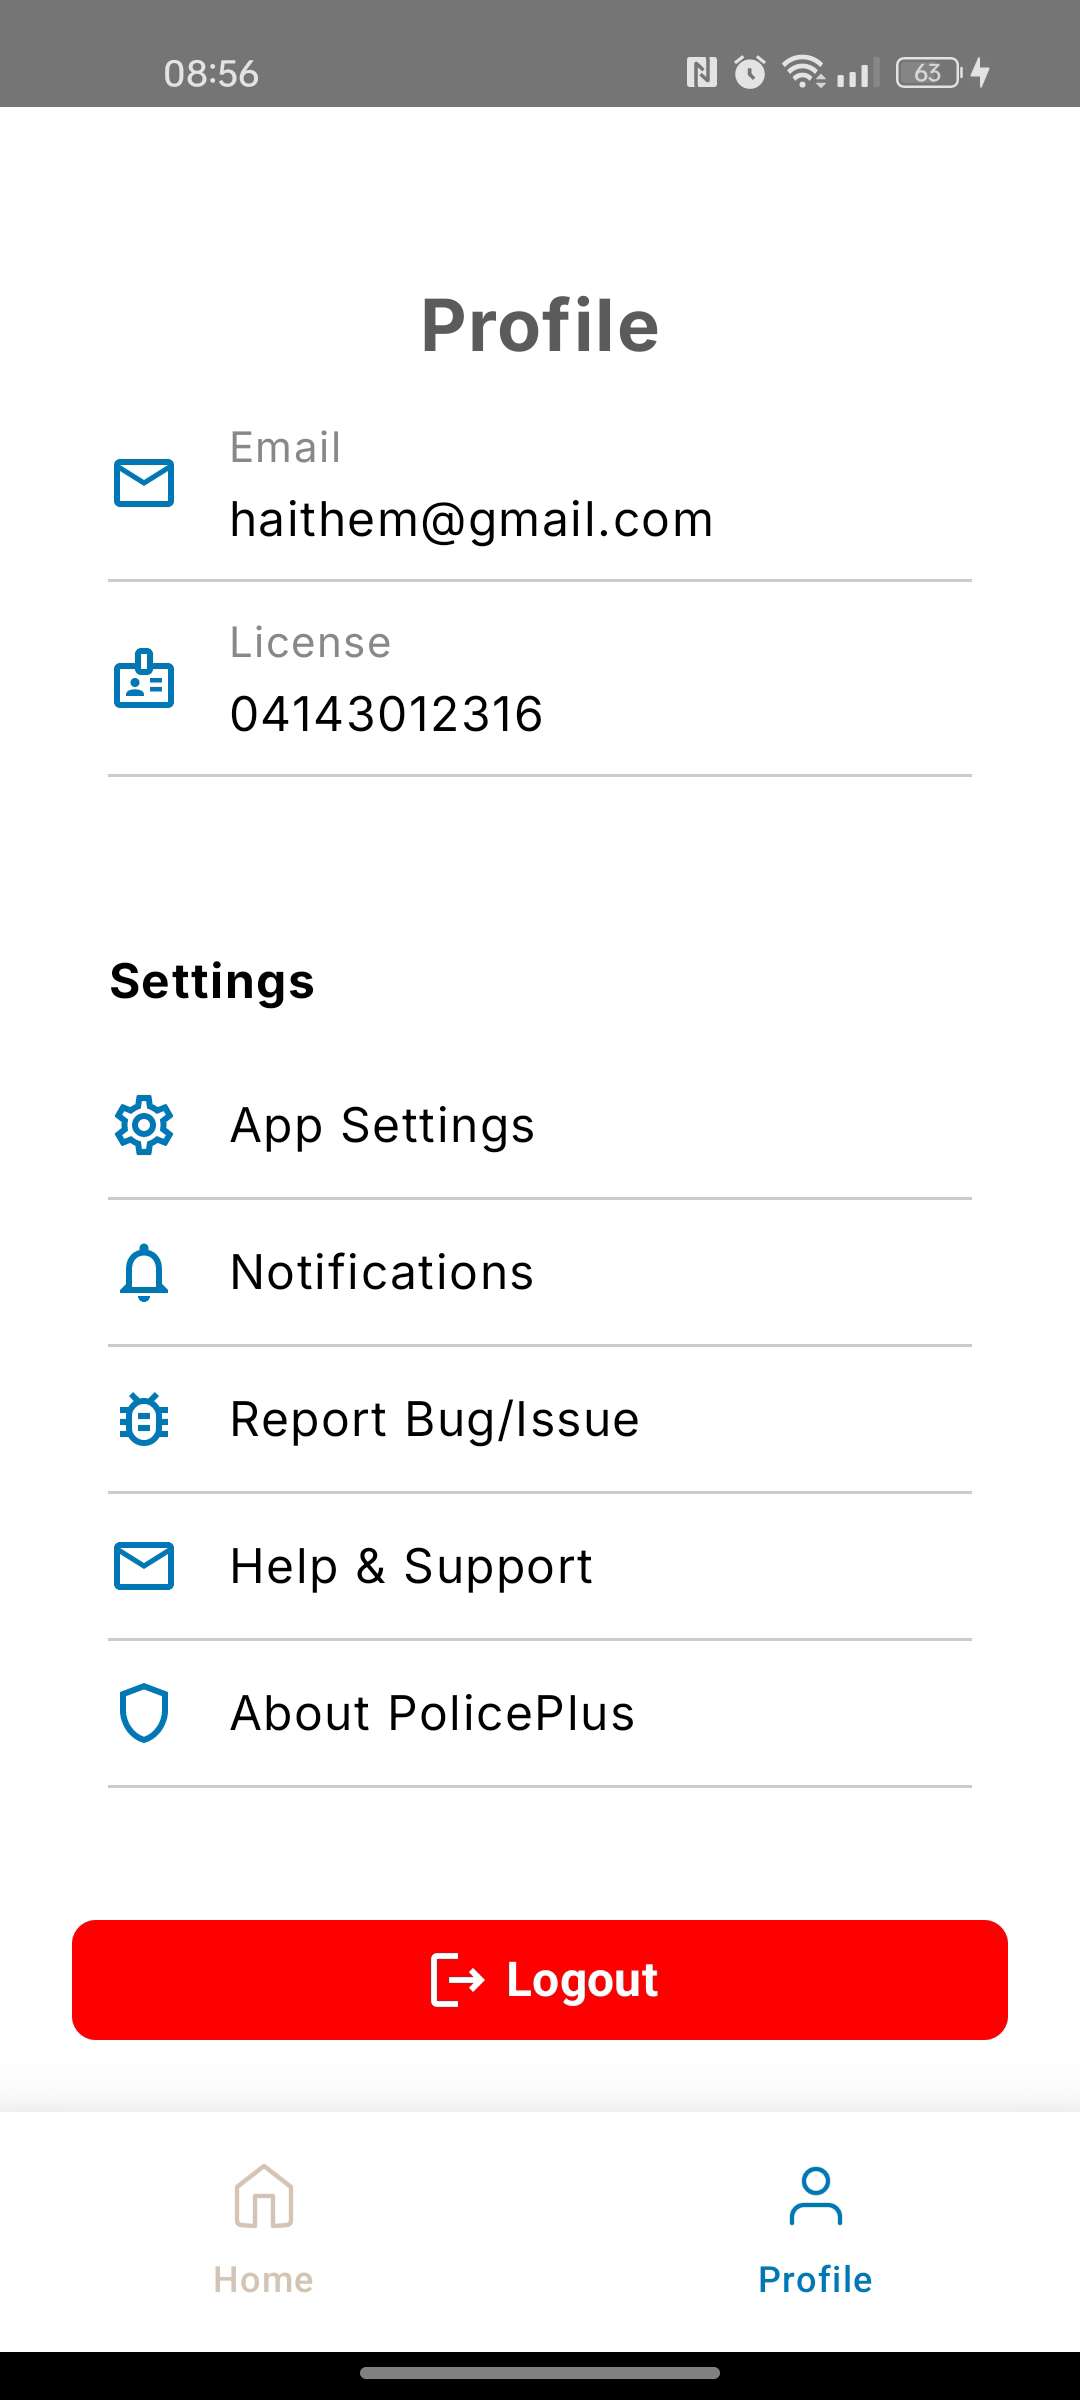 08:56
63
Profile
Email
haithem@gmail.com
License
04143012316
Settings
App Settings
Notifications
Report Bug/Issue
Help & Support
About PolicePlus
Logout
Home
Profile